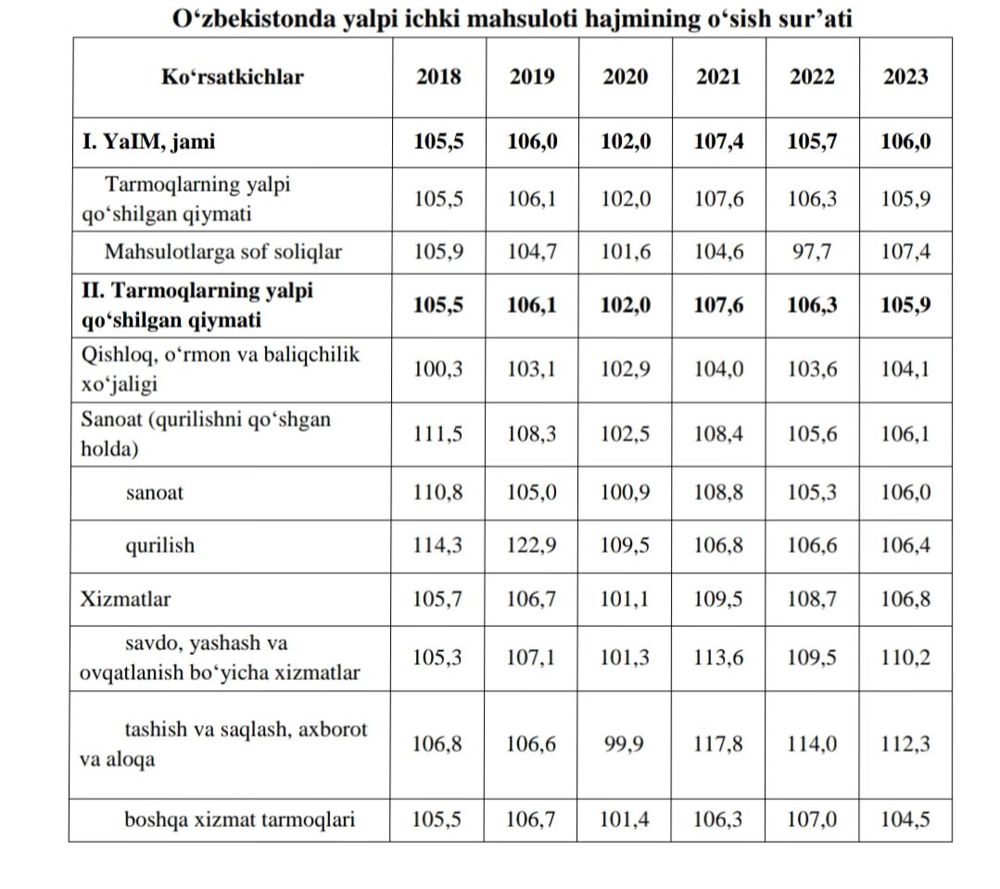 O‘zbekistonda yalpi ichki mahsuloti hajmining o‘sish sur’ati
Ko‘rsatkichlar 2018 2019 2020 2021 2022 2023
I. YaIM, jami 105,5 106,0 102,0 107,4 105,7 106,0
Tarmoqlarning yalpi
qo‘shilgan qiymati 105,5 106,1 102,0 107,6 106,3 105,9
Mahsulotlarga sof soliqlar 105,9 104,7 101,6 104,6 97,7 107,4
II. Tarmoqlarning yalpi
qo‘shilgan qiymati 105,5 106,1 102,0 107,6 106,3 105,9
Qishloq, o‘rmon va baliqchilik
xo‘jaligi 100,3 103,1 102,9 104,0 103,6 104,1
Sanoat (qurilishni qo‘shgan
holda) 111,5 108,3 102,5 108,4 105,6 106,1
sanoat 110,8 105,0 100,9 108,8 105,3 106,0
qurilish 114,3 122,9 109,5 106,8 106,6 106,4
Xizmatlar 105,7 106,7 101,1 109,5 108,7 106,8
savdo, yashash va
ovqatlanish bo‘yicha xizmatlar 105,3 107,1 101,3 113,6 109,5 110,2
tashish va saqlash, axborot
va aloqa 106,8 106,6 99,9 117,8 114,0 112,3
boshqa xizmat tarmoqlari 105,5 106,7 101,4 106,3 107,0 104,5